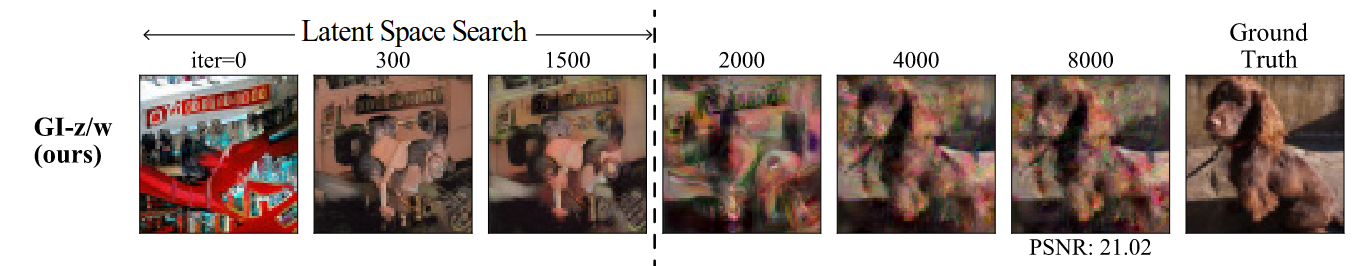 Latent Space Search
iter=0
300
1500
2000
4000
8000
Ground
Truth
GI-z/w
(ours)
PSNR: 21.02